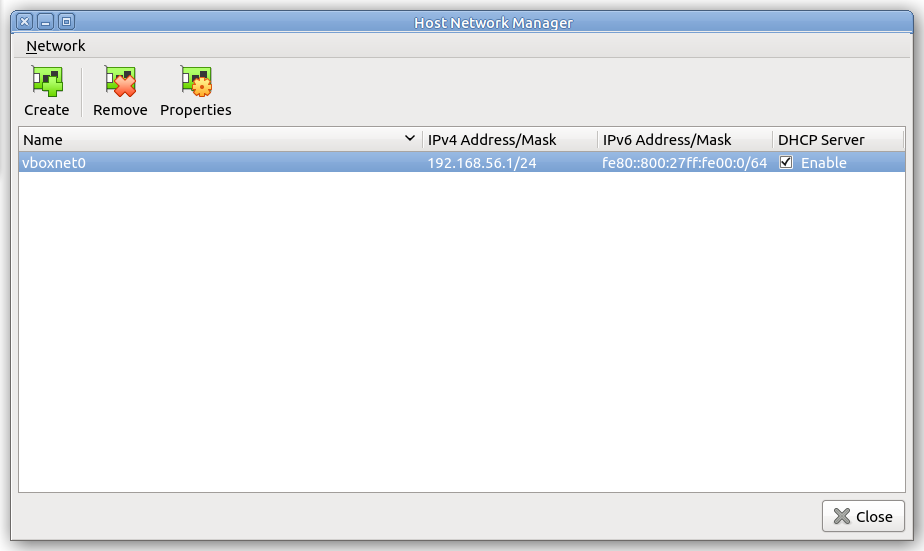 Host Network Manager
Network
Create Remove Properties
Name IPv4 Address/Mask IPv6 Address/Mask DHCP Server
vboxnet0 192.168.56.1/24 fe80::800:27ff:fe00:0/64 Enable
Close